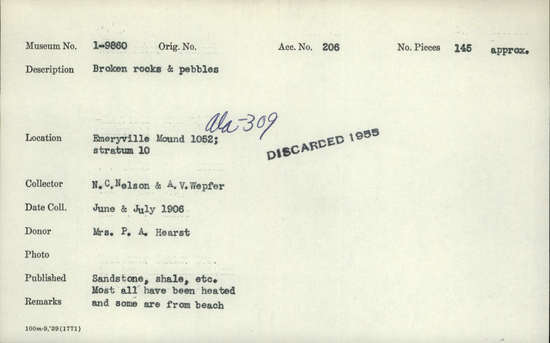 Museum No. 1-9860 Orig. No. Acc. No. 206 No. Pieces 145 approx.
Description Broken rocks & pebbles
Ala-309
Location Emeryville Mound 1052;
stratum 10
DISCARDED 1955
Collector N.C.Nelson & A.V.Wepfer
Date Coll. June & July 1906
Donor Mrs. P. A. Hearst
Photo
Published Sandstone, shale, etc.
Most all have been heated
Remarks and some are from beach
100m-9,'29(1771)